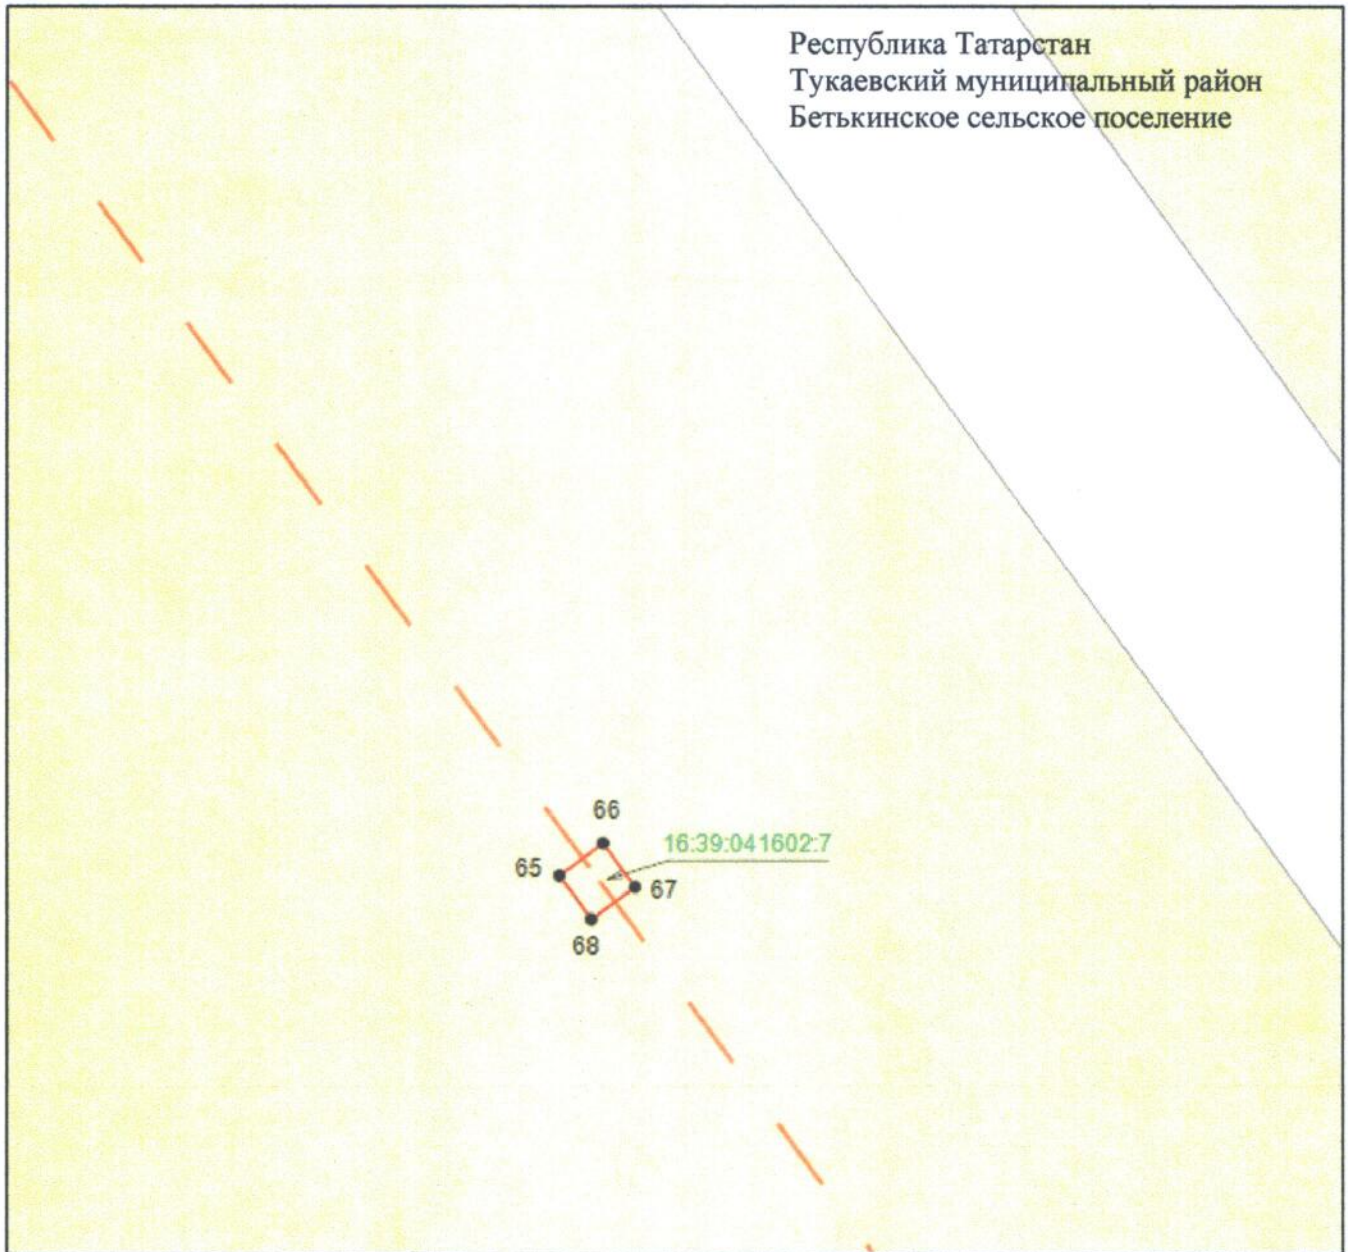 Республика Татарстан
Тукаевский муниципальный район
Бетькинское сельское поселение
66
16:39:041602:7
65
67
68